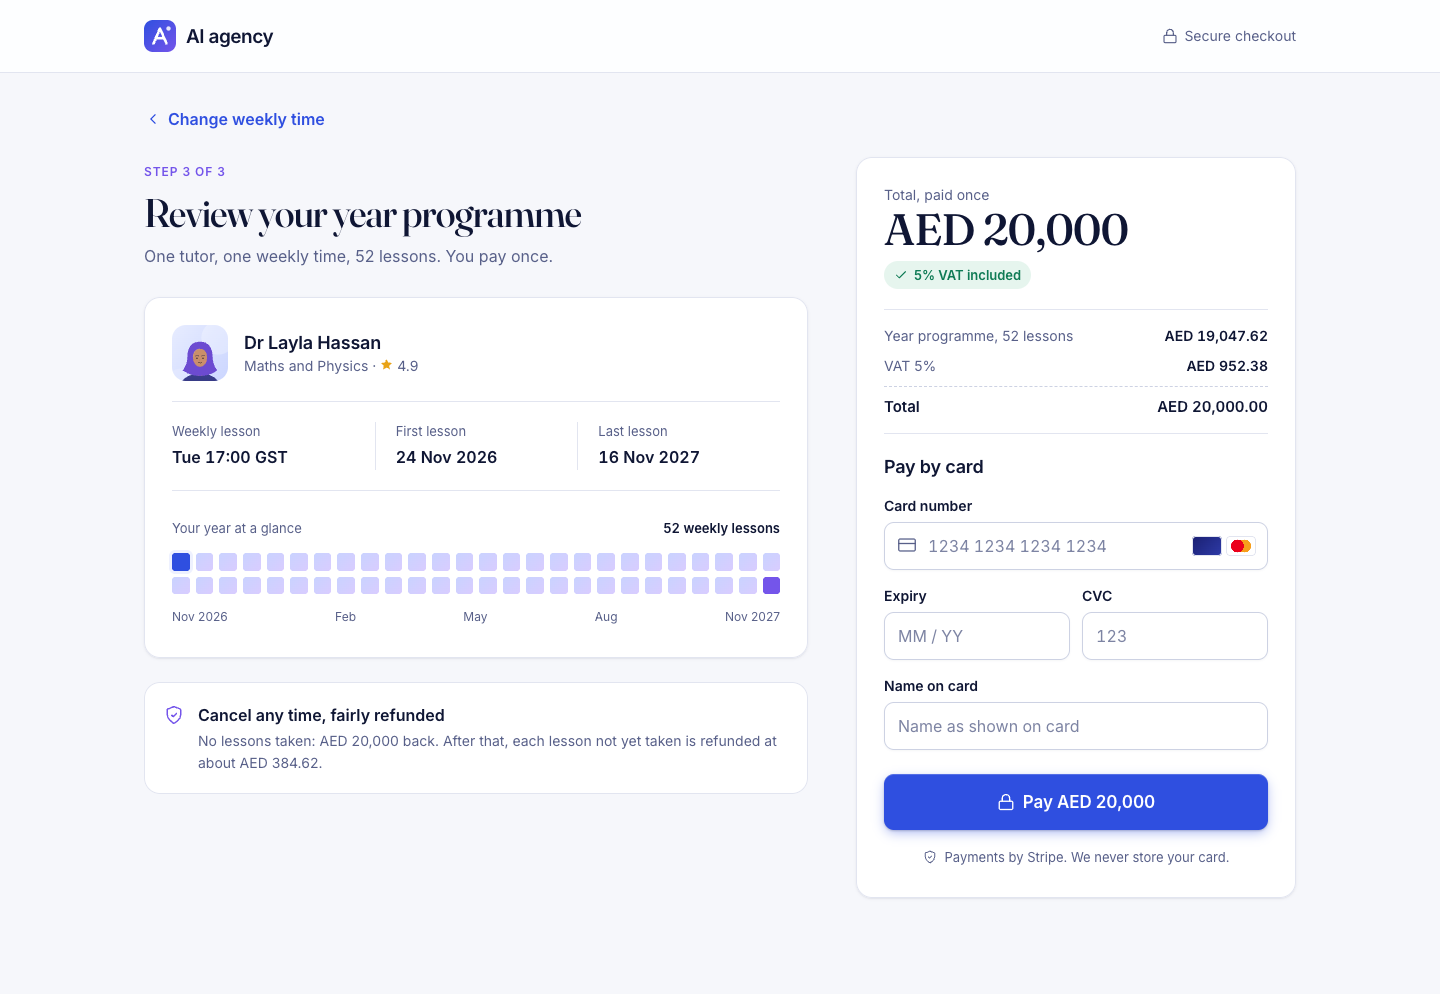 AI agency
Secure checkout
Change weekly time
STEP 3 OF 3
Review your year programme
One tutor, one weekly time, 52 lessons. You pay once.
Dr Layla Hassan
Maths and Physics · ★ 4.9
Weekly lesson
Tue 17:00 GST
First lesson
24 Nov 2026
Last lesson
16 Nov 2027
Your year at a glance
52 weekly lessons
Nov 2026 Feb May Aug Nov 2027
Cancel any time, fairly refunded
No lessons taken: AED 20,000 back. After that, each lesson not yet taken is refunded at
about AED 384.62.
Total, paid once
AED 20,000
5% VAT included
Year programme, 52 lessons AED 19,047.62
VAT 5% AED 952.38
Total AED 20,000.00
Pay by card
Card number
1234 1234 1234 1234
Expiry
MM / YY
CVC
123
Name on card
Name as shown on card
Pay AED 20,000
Payments by Stripe. We never store your card.